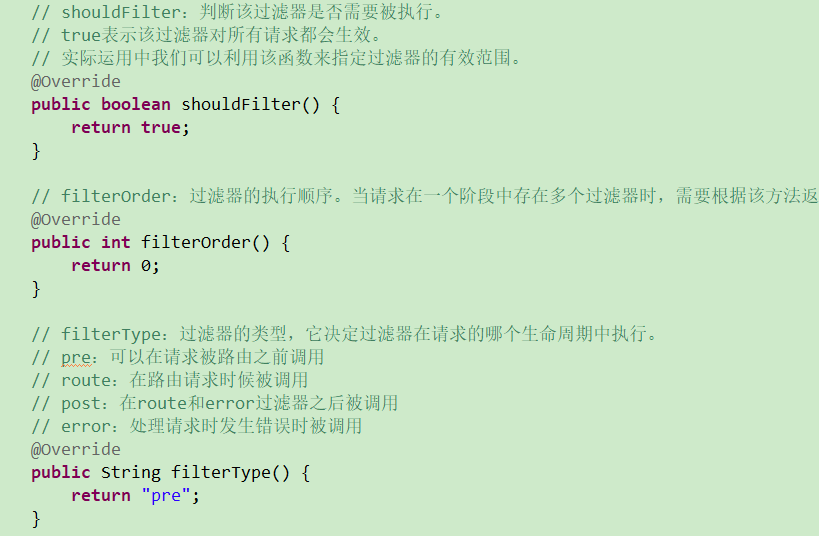 // shouldFilter：判断该过滤器是否需要被执行。
// true表示该过滤器对所有请求都会生效。
// 实际运用中我们可以利用该函数来指定过滤器的有效范围。
@Override
public boolean shouldFilter() {
return true;
}
// filterOrder：过滤器的执行顺序。当请求在一个阶段中存在多个过滤器时，需要根据该方法返
@Override
public int filterOrder() {
return 0;
}
// filterType：过滤器的类型，它决定过滤器在请求的哪个生命周期中执行。
// pre：可以在请求被路由之前调用
// route：在路由请求时候被调用
// post：在route和error过滤器之后被调用
// error：处理请求时发生错误时被调用
@Override
public String filterType() {
return "pre";
}